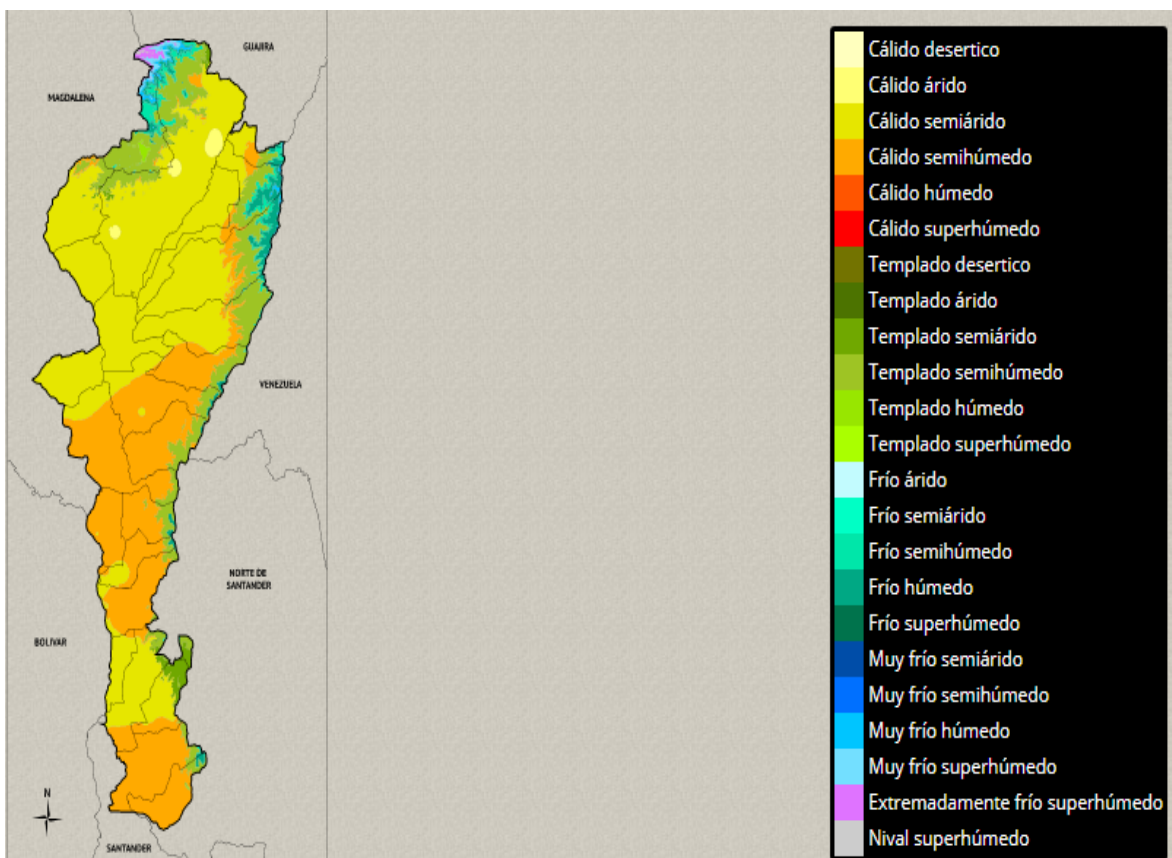 GUAJIRA
MAGDALENA
VENEZUELA
NORTE DE
SANTANDER
BOLIVAR
N
SANTANDER
Cálido desertico
Cálido árido
Cálido semiárido
Cálido semihúmedo
Cálido húmedo
Cálido superhúmedo
Templado desertico
Templado árido
Templado semiárido
Templado semihúmedo
Templado húmedo
Templado superhúmedo
Frío árido
Frío semiárido
Frío semihúmedo
Frío húmedo
Frío superhúmedo
Muy frío semiárido
Muy frío semihúmedo
Muy frío húmedo
Muy frío superhúmedo
Extremadamente frío superhúmedo
Nival superhúmedo